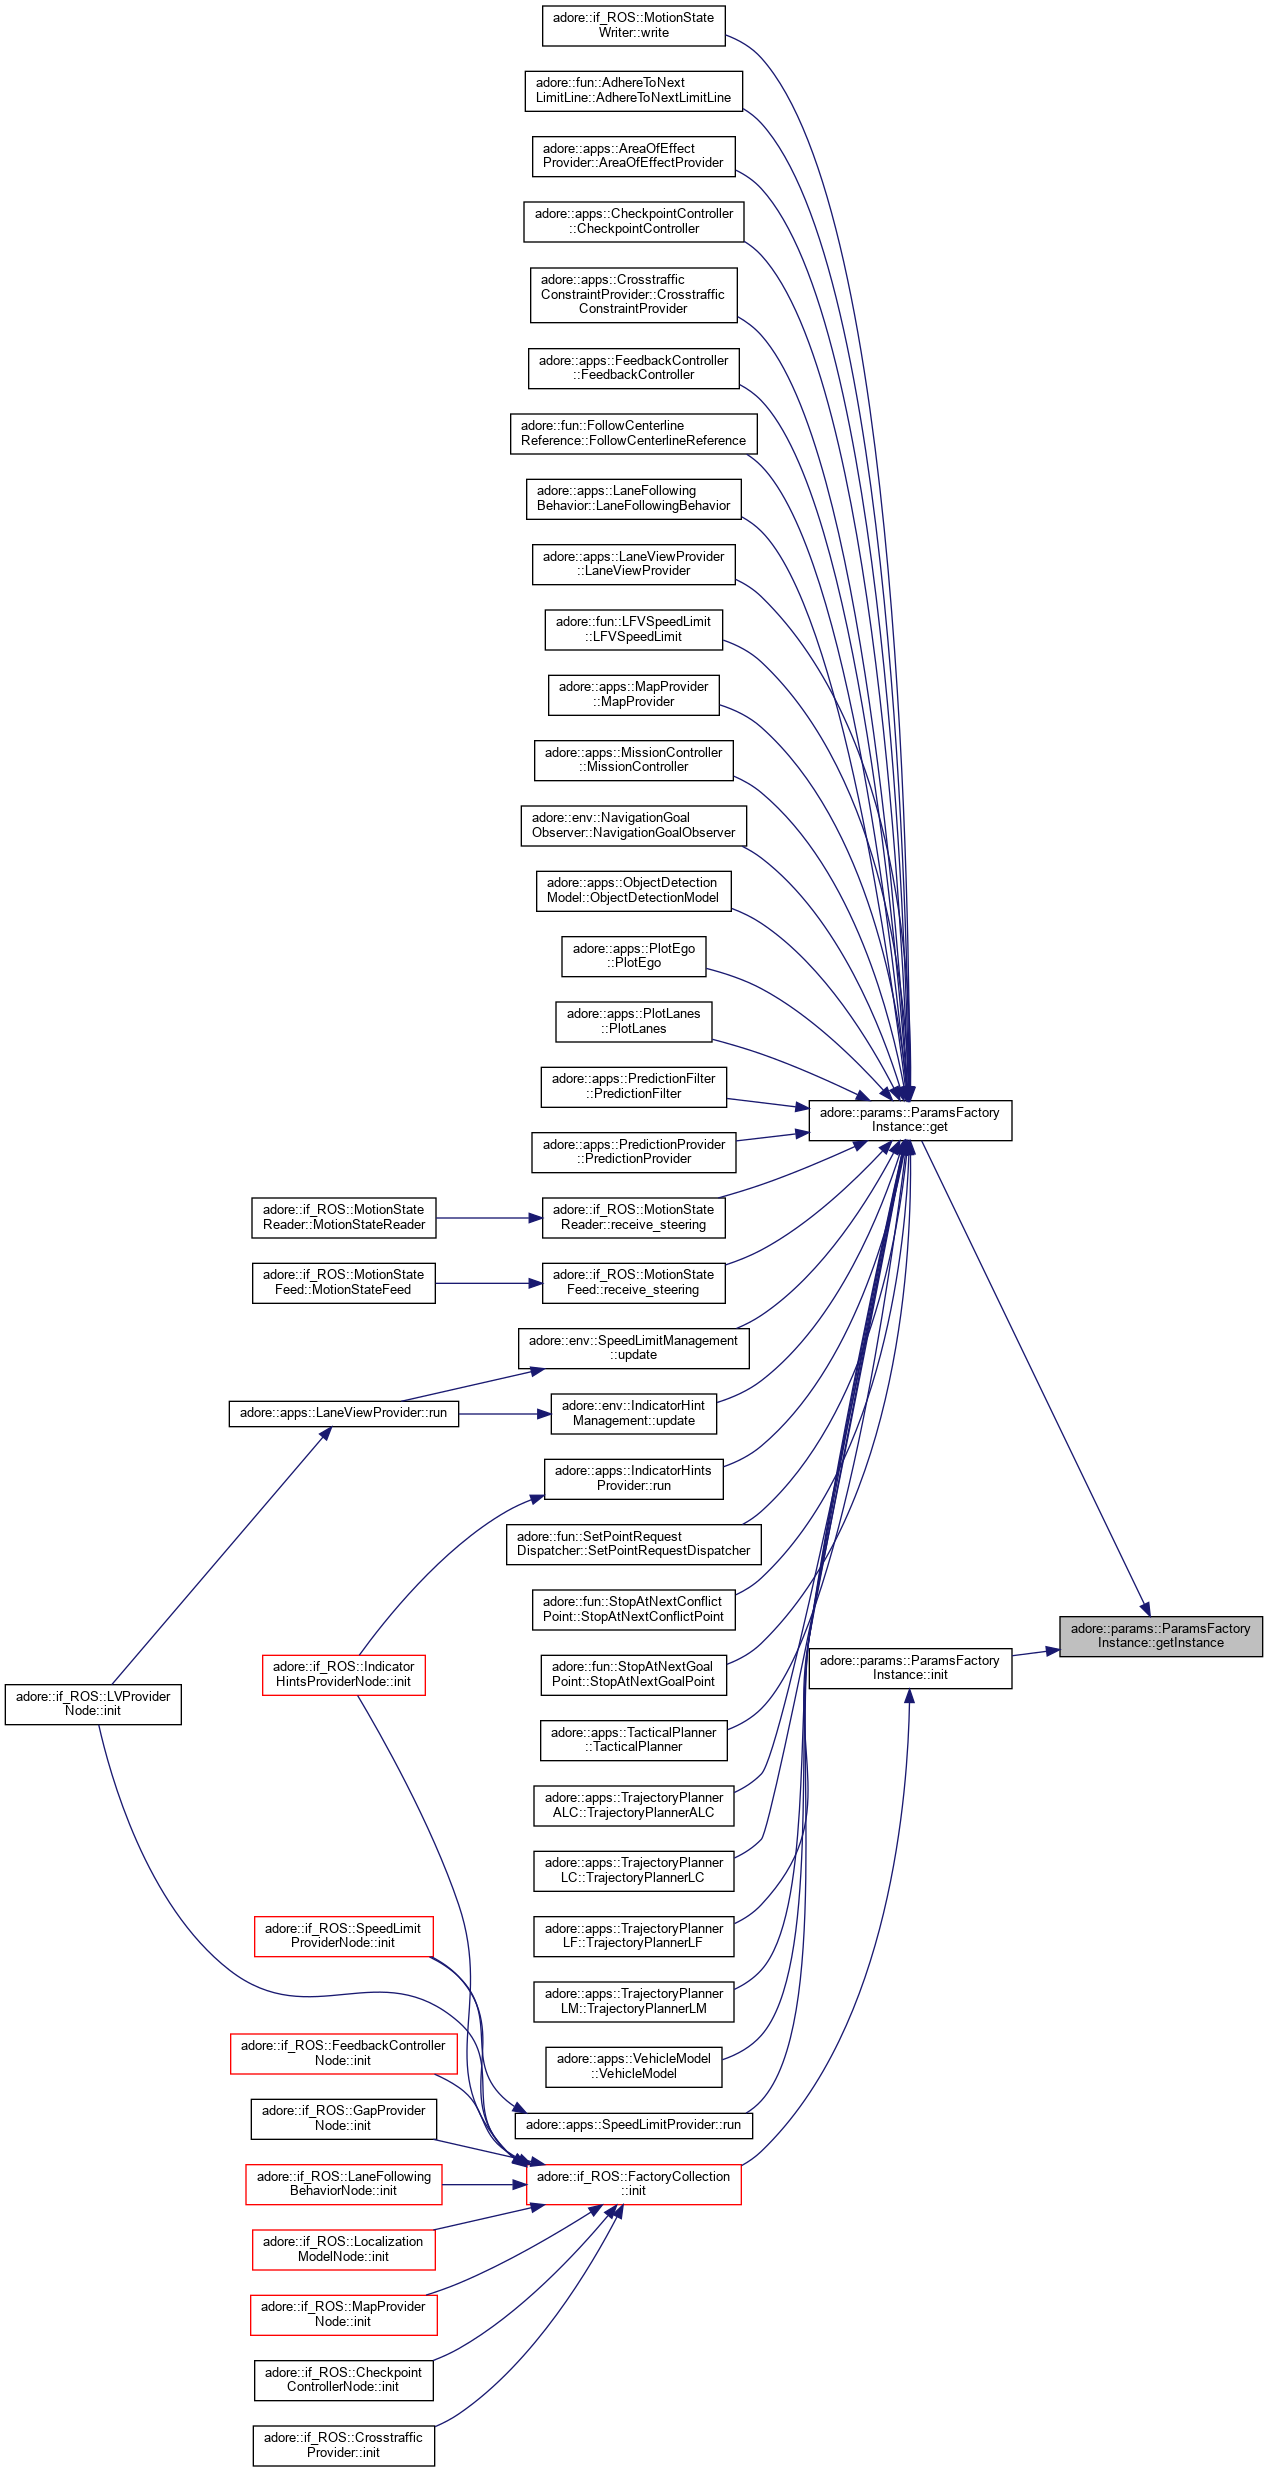 adore::if_ROS::MotionState
Writer::write
adore::fun::AdhereToNext
LimitLine::AdhereToNextLimitLine
adore::apps::AreaOfEffect
Provider::AreaOfEffectProvider
adore::apps::CheckpointController
::CheckpointController
adore::apps::Crosstraffic
ConstraintProvider::Crosstraffic
ConstraintProvider
adore::apps::FeedbackController
::FeedbackController
adore::fun::FollowCenterline
Reference::FollowCenterlineReference
adore::apps::LaneFollowing
Behavior::LaneFollowingBehavior
adore::apps::LaneViewProvider
::LaneViewProvider
adore::fun::LFVSpeedLimit
::LFVSpeedLimit
adore::apps::MapProvider
::MapProvider
adore::apps::MissionController
::MissionController
adore::env::NavigationGoal
Observer::NavigationGoalObserver
adore::apps::ObjectDetection
Model::ObjectDetectionModel
adore::apps::PlotEgo
::PlotEgo
adore::apps::PlotLanes
::PlotLanes
adore::apps::PredictionFilter
::PredictionFilter
adore::params::ParamsFactory
Instance::get
adore::apps::PredictionProvider
::PredictionProvider
adore::if_ROS::MotionState
Reader::MotionStateReader
adore::if_ROS::MotionState
Reader::receive_steering
adore::if_ROS::MotionState
Feed::MotionStateFeed
adore::if_ROS::MotionState
Feed::receive_steering
adore::env::SpeedLimitManagement
::update
adore::apps::LaneViewProvider::run
adore::env::IndicatorHint
Management::update
adore::apps::IndicatorHints
Provider::run
adore::fun::SetPointRequest
Dispatcher::SetPointRequestDispatcher
adore::fun::StopAtNextConflict
Point::StopAtNextConflictPoint
adore::params::ParamsFactory
Instance::getInstance
adore::if_ROS::Indicator
HintsProviderNode::init
adore::fun::StopAtNextGoal
Point::StopAtNextGoalPoint
adore::params::ParamsFactory
Instance::init
adore::if_ROS::LVProvider
Node::init
adore::apps::TacticalPlanner
::TacticalPlanner
adore::apps::TrajectoryPlanner
ALC::TrajectoryPlannerALC
adore::apps::TrajectoryPlanner
LC::TrajectoryPlannerLC
adore::if_ROS::SpeedLimit
ProviderNode::init
adore::apps::TrajectoryPlanner
LF::TrajectoryPlannerLF
adore::apps::TrajectoryPlanner
LM::TrajectoryPlannerLM
adore::if_ROS::FeedbackController
Node::init
adore::apps::VehicleModel
::VehicleModel
adore::if_ROS::GapProvider
Node::init
adore::apps::SpeedLimitProvider::run
adore::if_ROS::LaneFollowing
BehaviorNode::init
adore::if_ROS::FactoryCollection
::init
adore::if_ROS::Localization
ModelNode::init
adore::if_ROS::MapProvider
Node::init
adore::if_ROS::Checkpoint
ControllerNode::init
adore::if_ROS::Crosstraffic
Provider::init